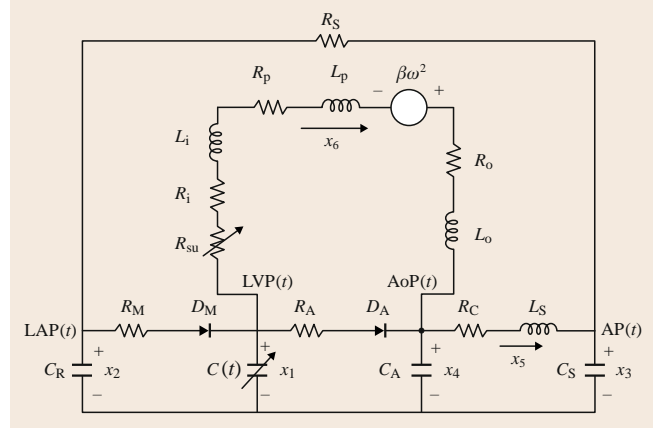 R_S
R_p L_p βω²
− +
L_i
x_6
R_i
R_o
R_su
L_o
LVP(t) AoP(t)
R_M D_M R_A D_A R_C L_S
LAP(t) AP(t)
x_5
+ + + +
C_R x_2 C(t) x_1 C_A x_4 C_S x_3
− − − −